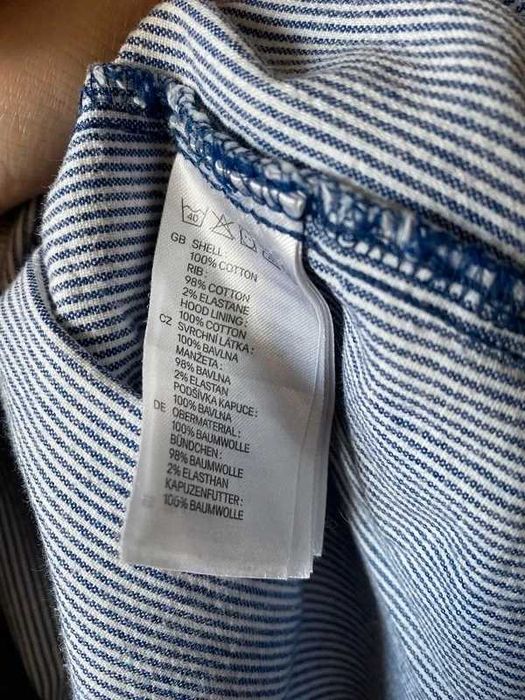 40
GB SHELL
100% COTTON
RIB:
98% COTTON
2% ELASTANE
HOOD LINING:
100% COTTON
CZ SVRCHNÍ LÁTKA:
100% BAVLNA
MANŽETA:
98% BAVLNA
2% ELASTAN
PODŠÍVKA KAPUCE:
100% BAVLNA
DE OBERMATERIAL:
100% BAUMWOLLE
BÜNDCHEN:
98% BAUMWOLLE
2% ELASTHAN
KAPUZENFUTTER:
100% BAUMWOLLE